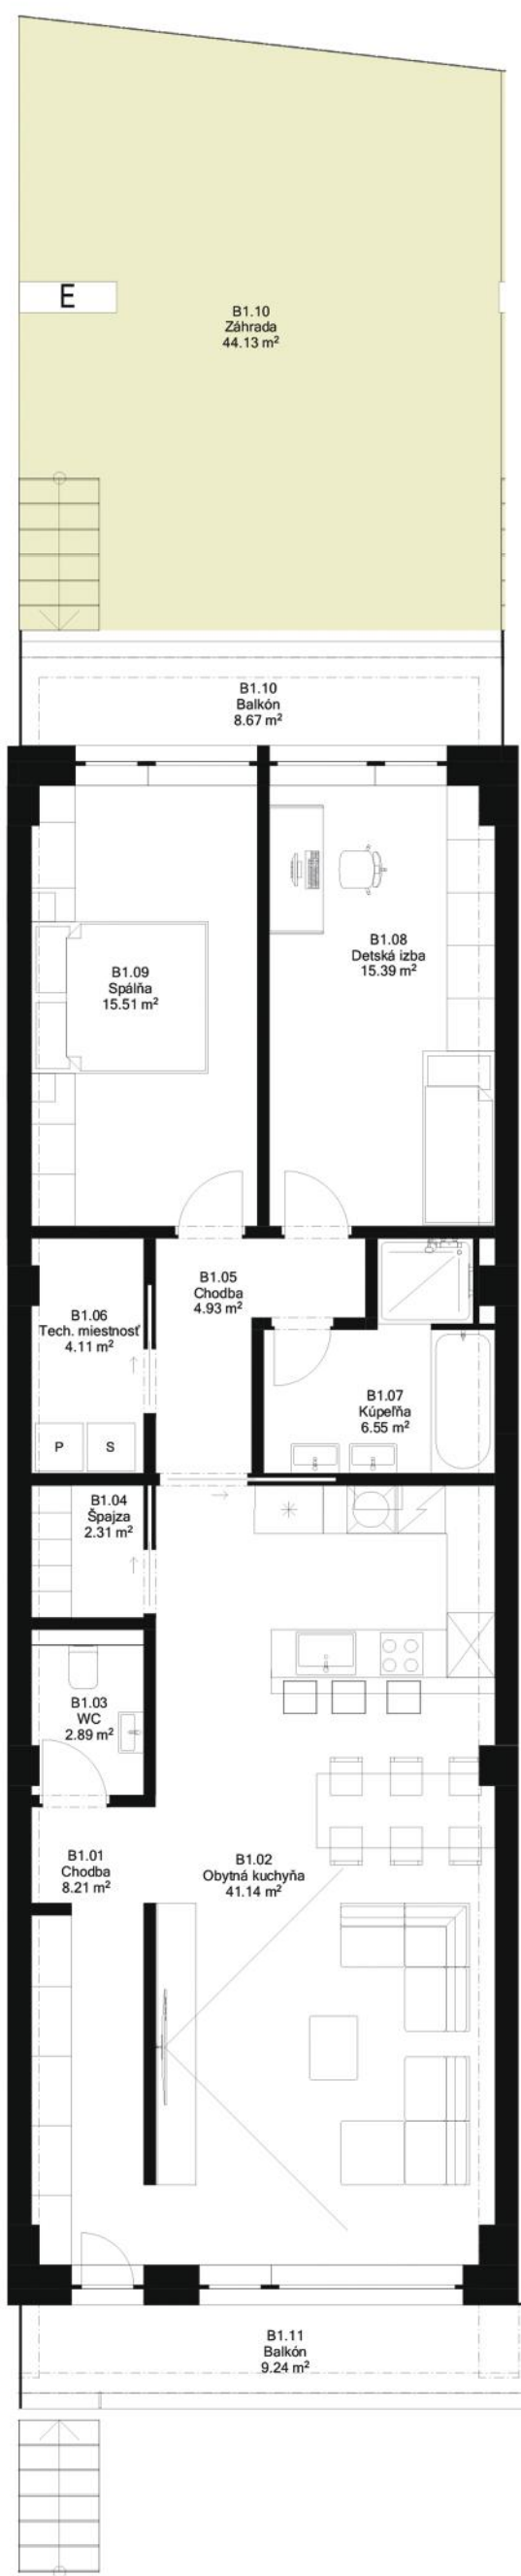 E
B1.10
Záhrada
44.13 m²
B1.10
Balkón
8.67 m²
B1.08
Detská izba
15.39 m²
B1.09
Spálňa
15.51 m²
B1.05
Chodba
4.93 m²
B1.06
Tech. miestnosť
4.11 m²
B1.07
Kúpeľňa
6.55 m²
P S
B1.04
Špajza
2.31 m²
B1.03
WC
2.89 m²
B1.01
Chodba
8.21 m²
B1.02
Obytná kuchyňa
41.14 m²
B1.11
Balkón
9.24 m²